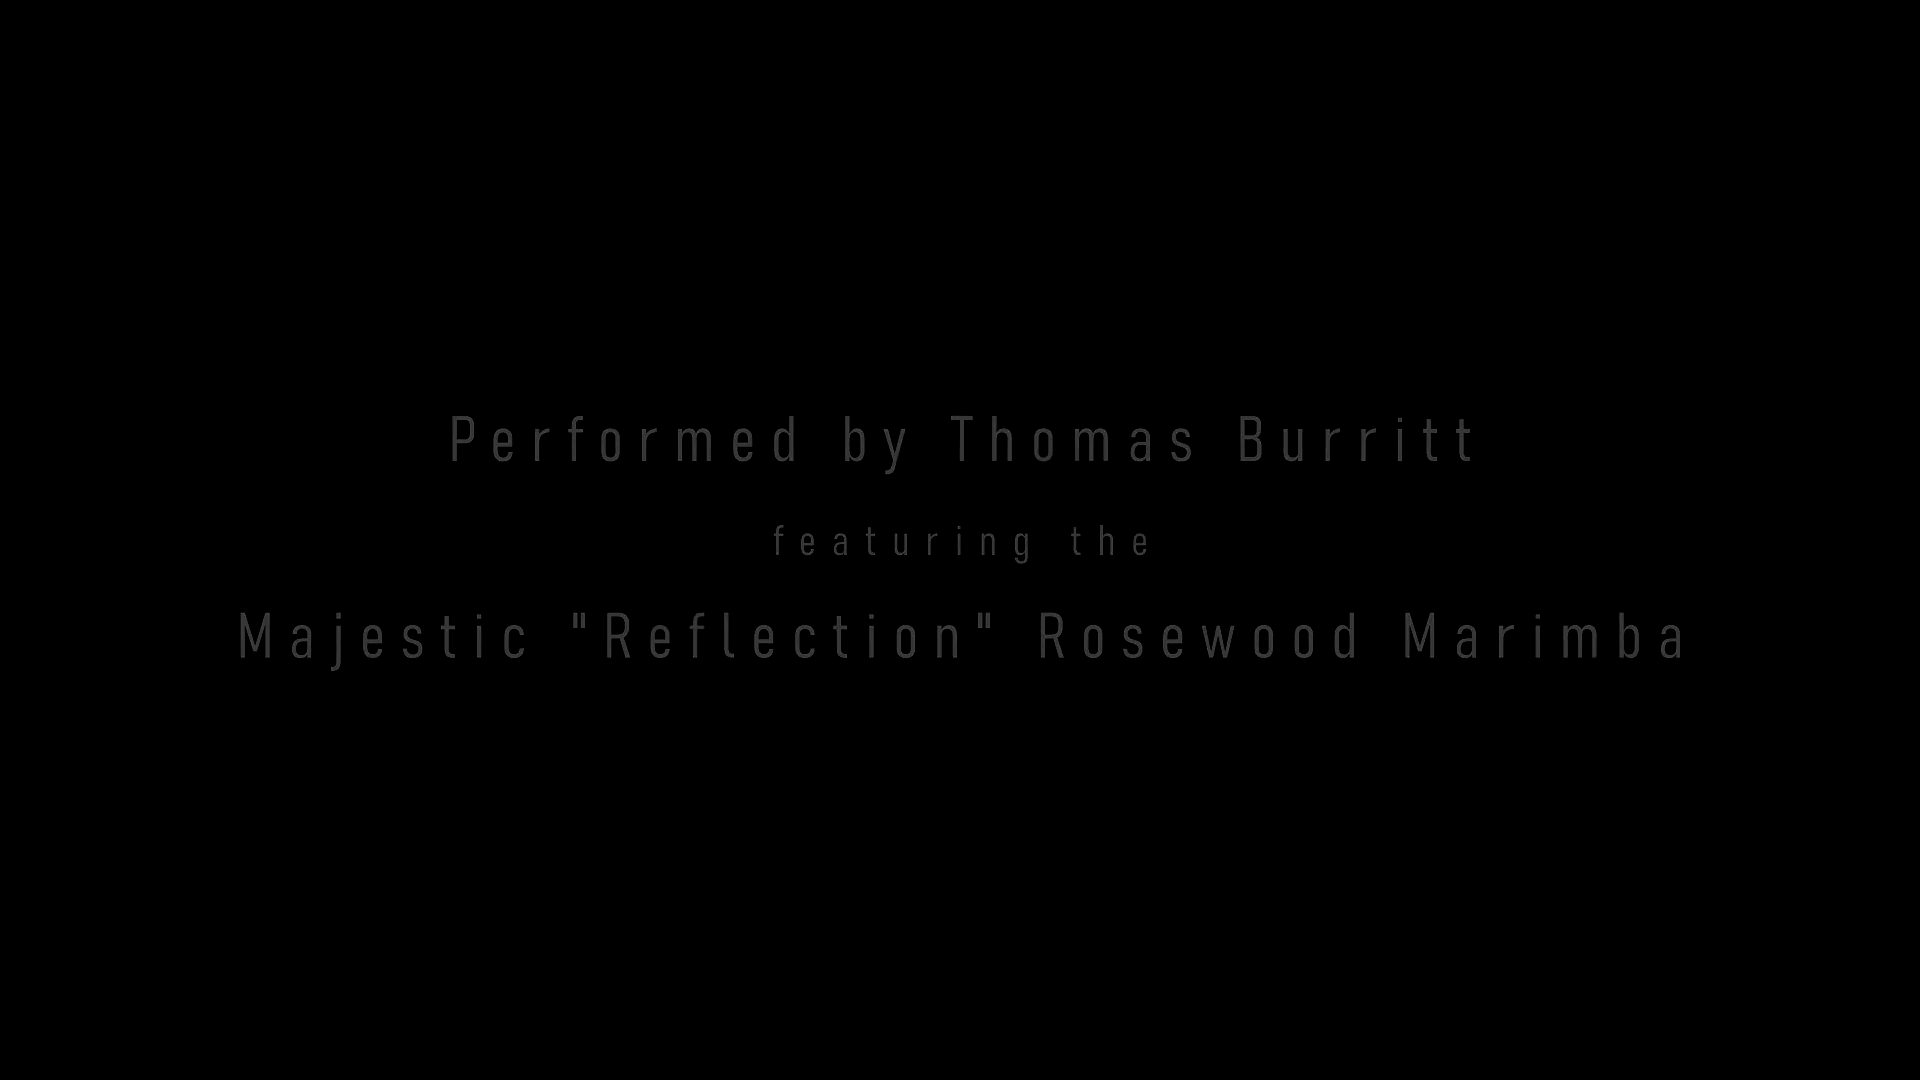 Performed by Thomas Burritt
featuring the
Majestic "Reflection" Rosewood Marimba